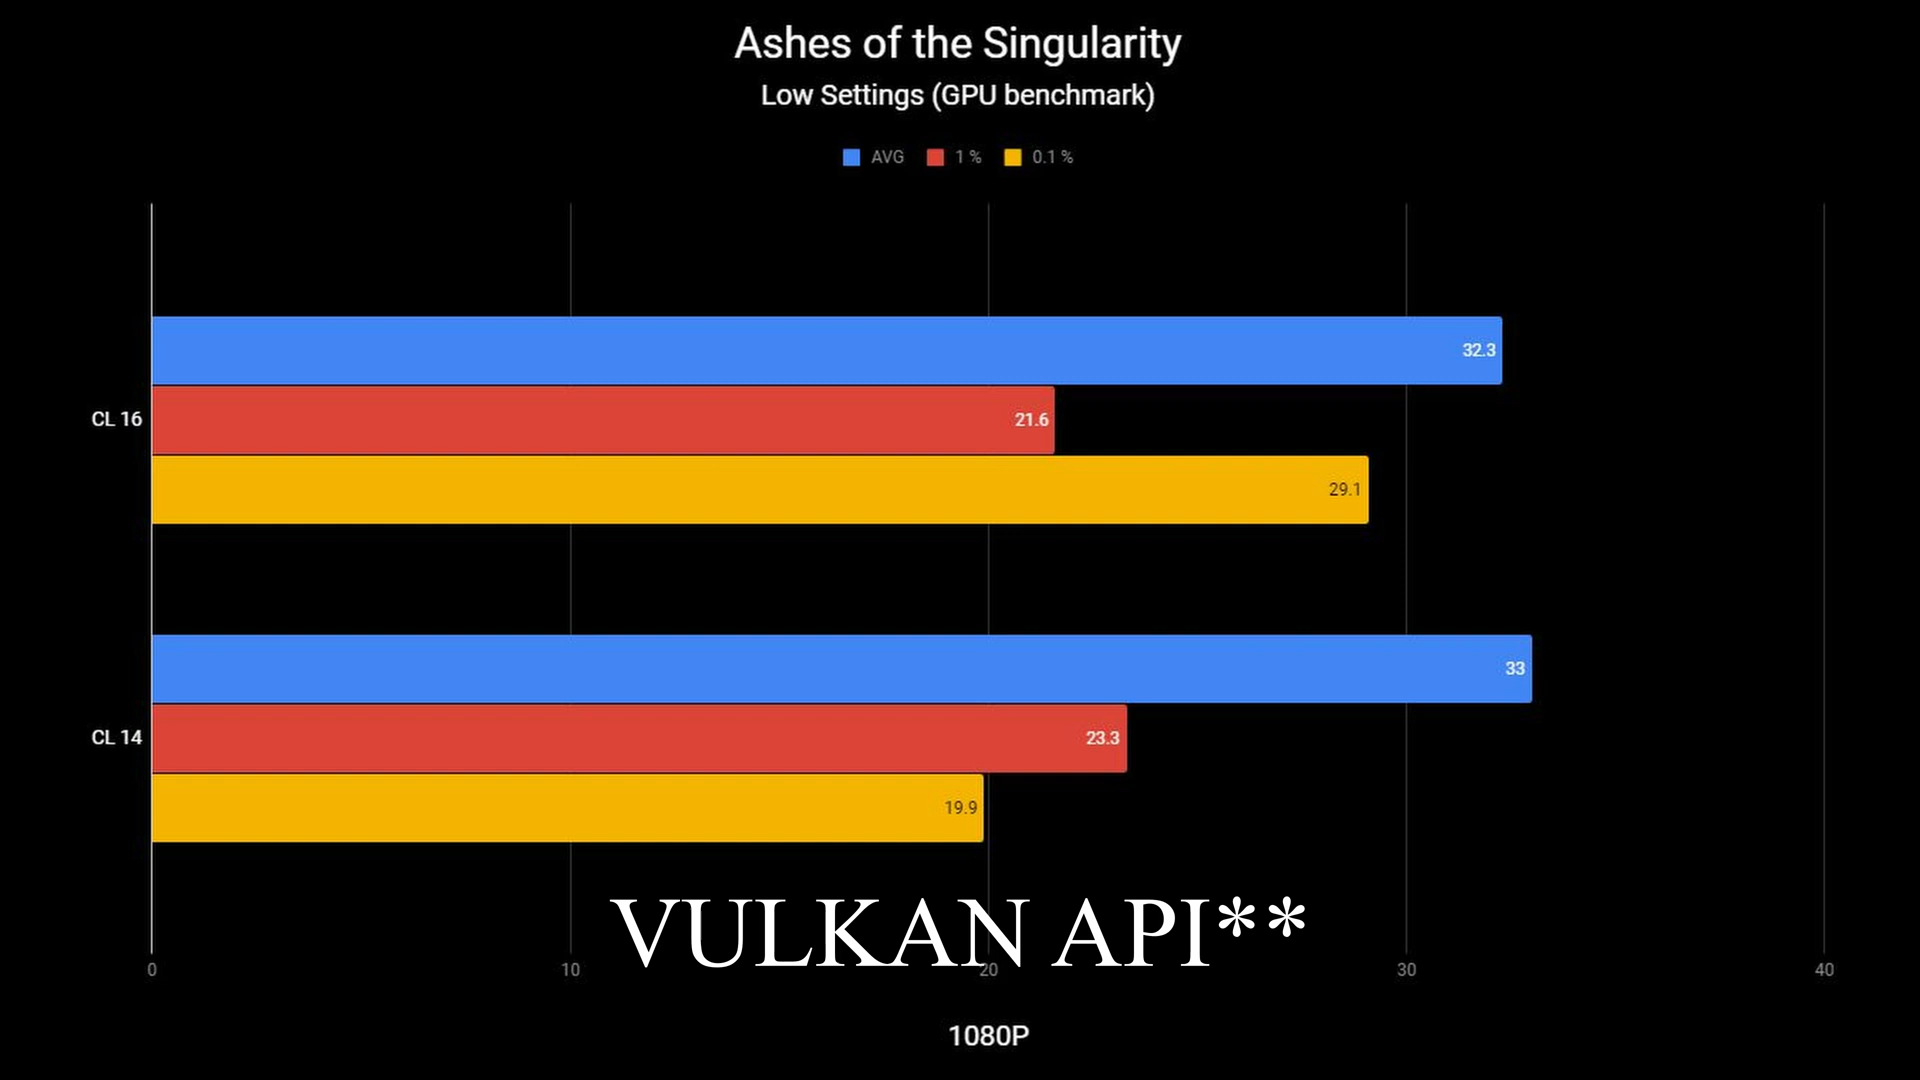 Ashes of the Singularity
Low Settings (GPU benchmark)
AVG 1 % 0.1 %
32.3
CL 16 21.6
29.1
33
CL 14 23.3
19.9
VULKAN API**
0 10 20 30 40
1080P